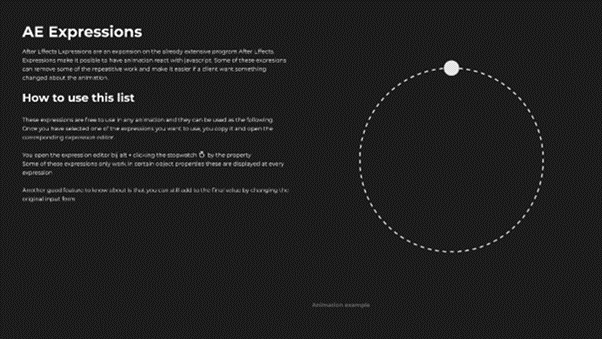 AE Expressions
After Effects Expressions are an expansion on the already extensive program After Effects.
Expressions make it posible to have animation react with javascript. Some of these expresions
can remove some of the repetitive work and make it easier if a client want something
changed about the animation.
How to use this list
These expressions are free to use in any animation and they can be used as the following.
Once you have selected one of the expressions you want to use, you copy it and open the
corresponding expression editor.
You open the expression editor bij alt + clicking the stopwatch by the property
Some of these expressions only work in certain object properties these are displayed at every
expression
Another good feature to know about is that you can still add to the final value by changing the
original input form
Animation example